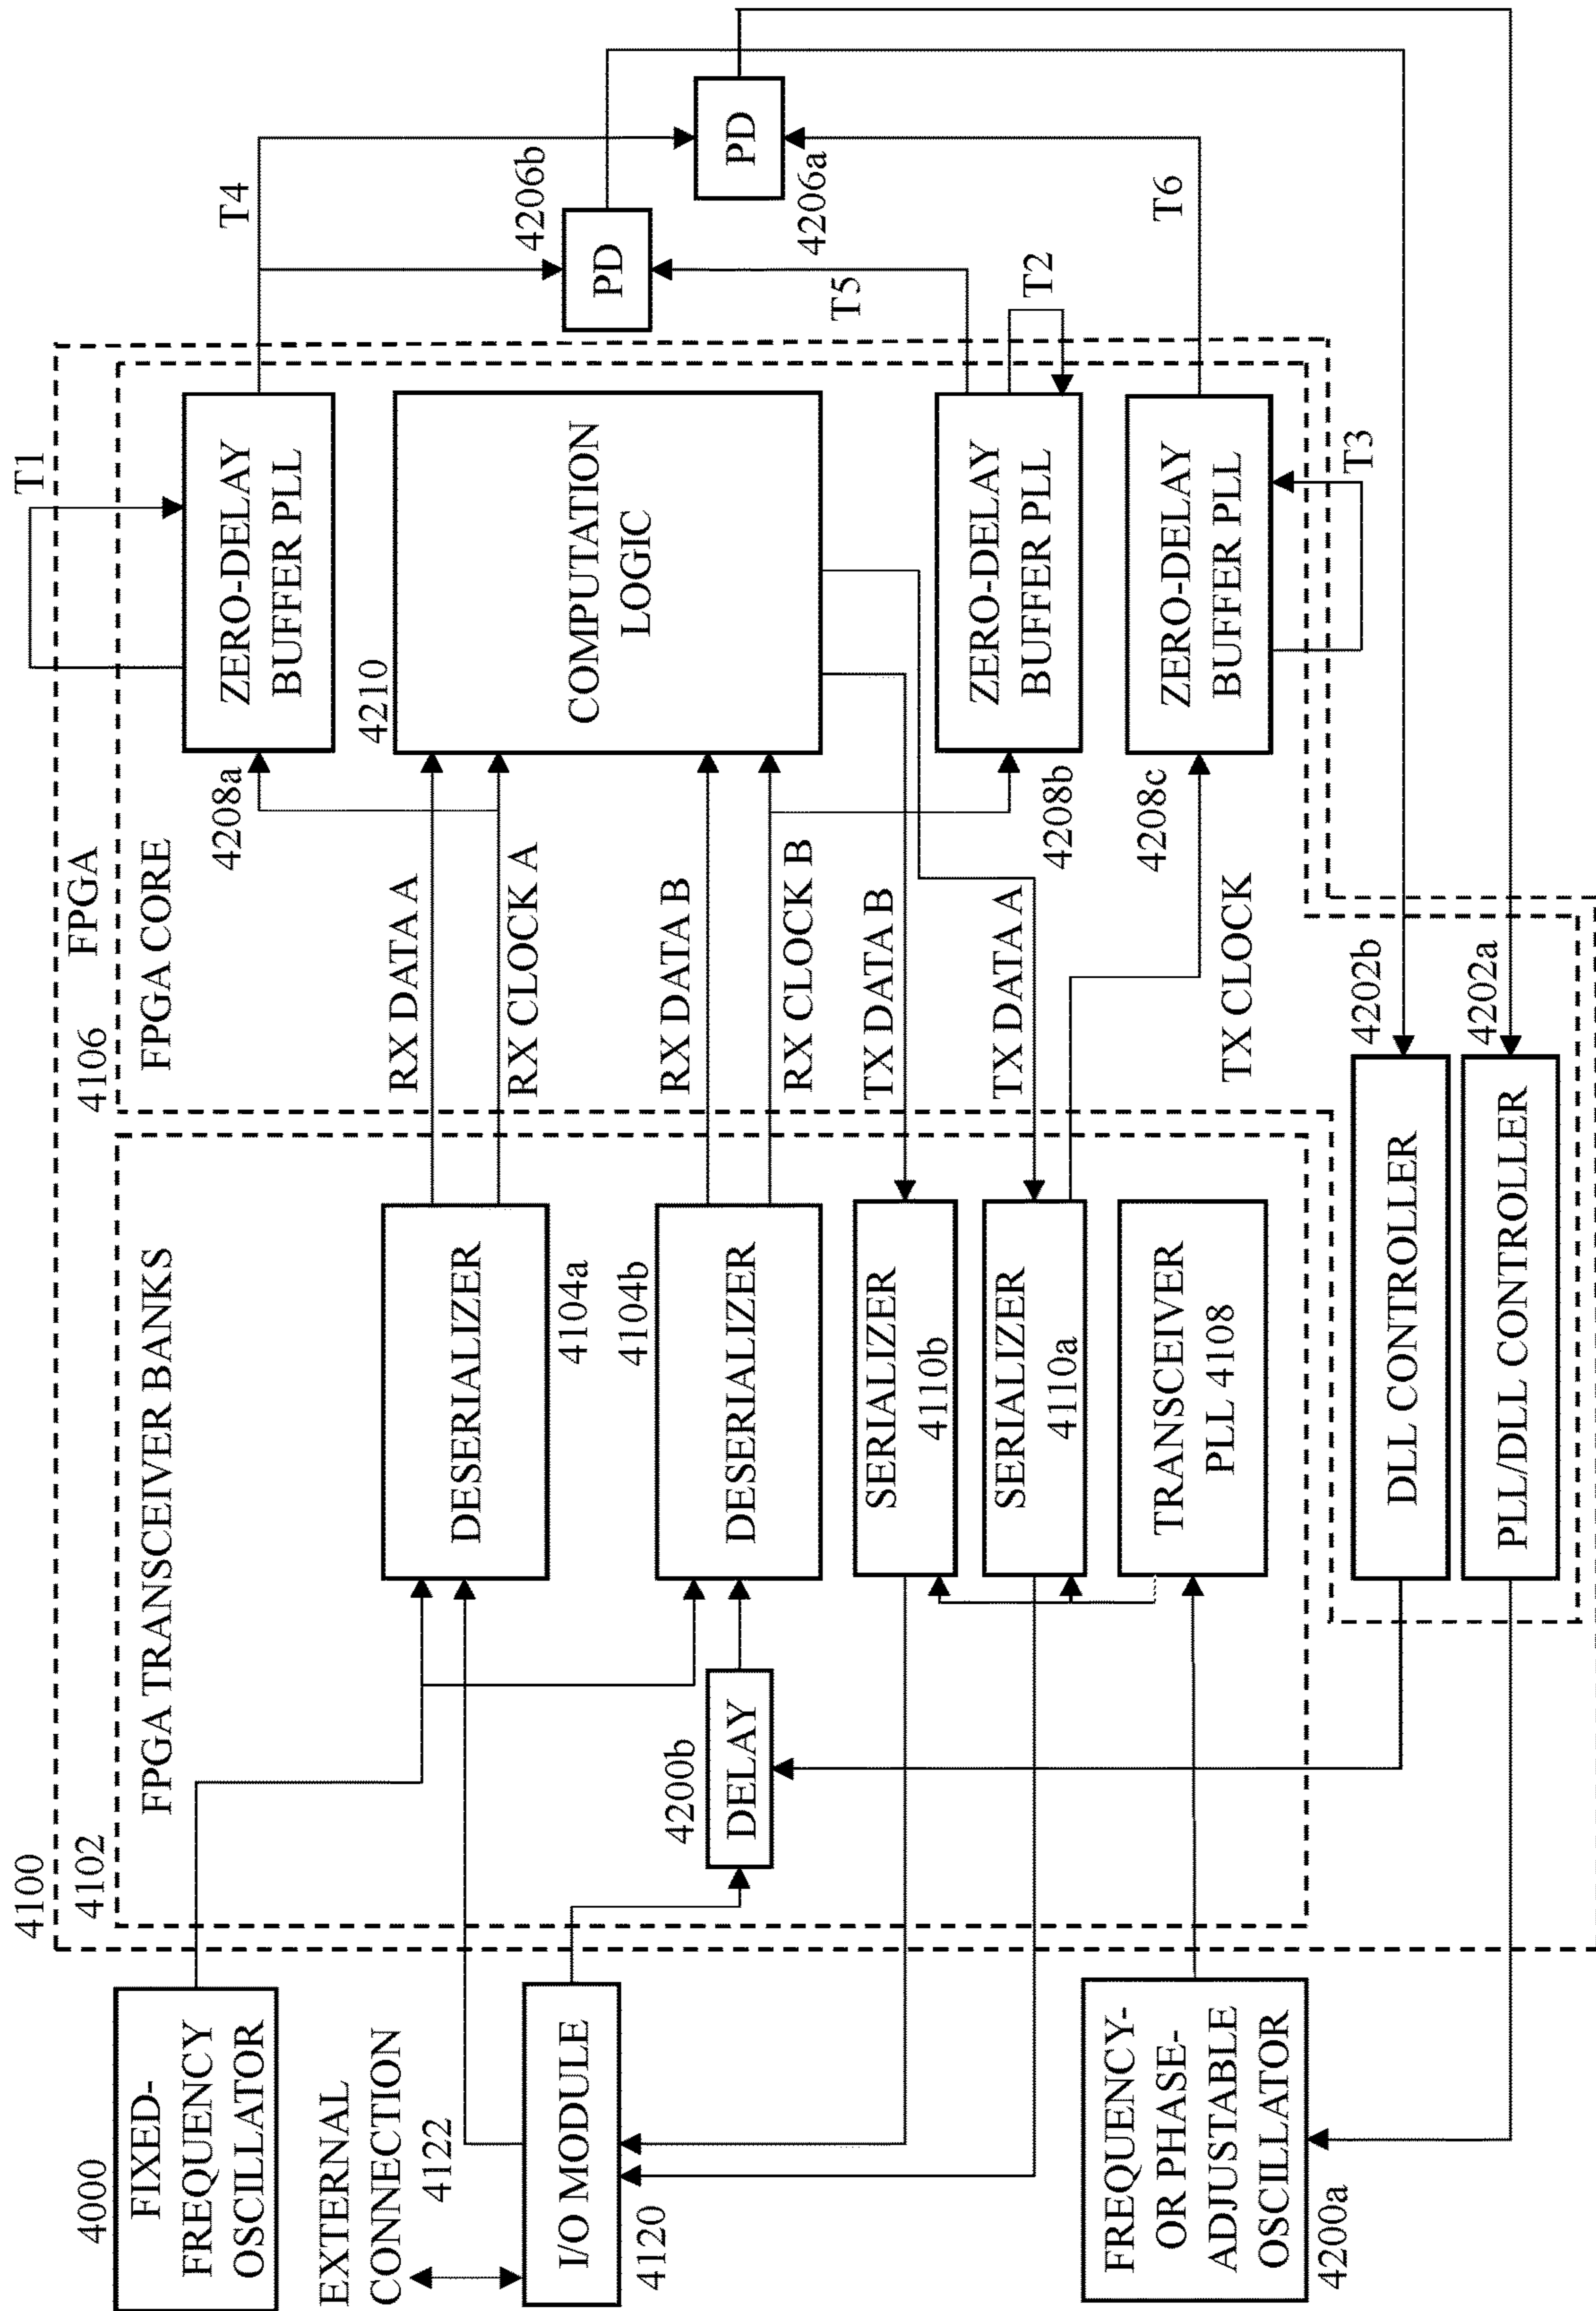 4000
FIXED-
FREQUENCY
OSCILLATOR
EXTERNAL
CONNECTION
4122
I/O MODULE
4120
FREQUENCY-
OR PHASE-
ADJUSTABLE
OSCILLATOR
4200a
4100
4102
FPGA TRANSCEIVER BANKS
4200b
DELAY
DESERIALIZER
4104a
4104b
DESERIALIZER
SERIALIZER
4110b
SERIALIZER
4110a
TRANSCEIVER
PLL 4108
DLL CONTROLLER
4202b
PLL/DLL CONTROLLER
4202a
FPGA
4106
FPGA CORE
RX DATA A
RX CLOCK A
RX DATA B
RX CLOCK B
TX DATA B
TX DATA A
TX CLOCK
T1
ZERO-DELAY
BUFFER PLL
4208a
4210
COMPUTATION
LOGIC
ZERO-DELAY
BUFFER PLL
4208b
ZERO-DELAY
BUFFER PLL
4208c
T2
T3
T4
T5
T6
4206b
PD
PD
4206a